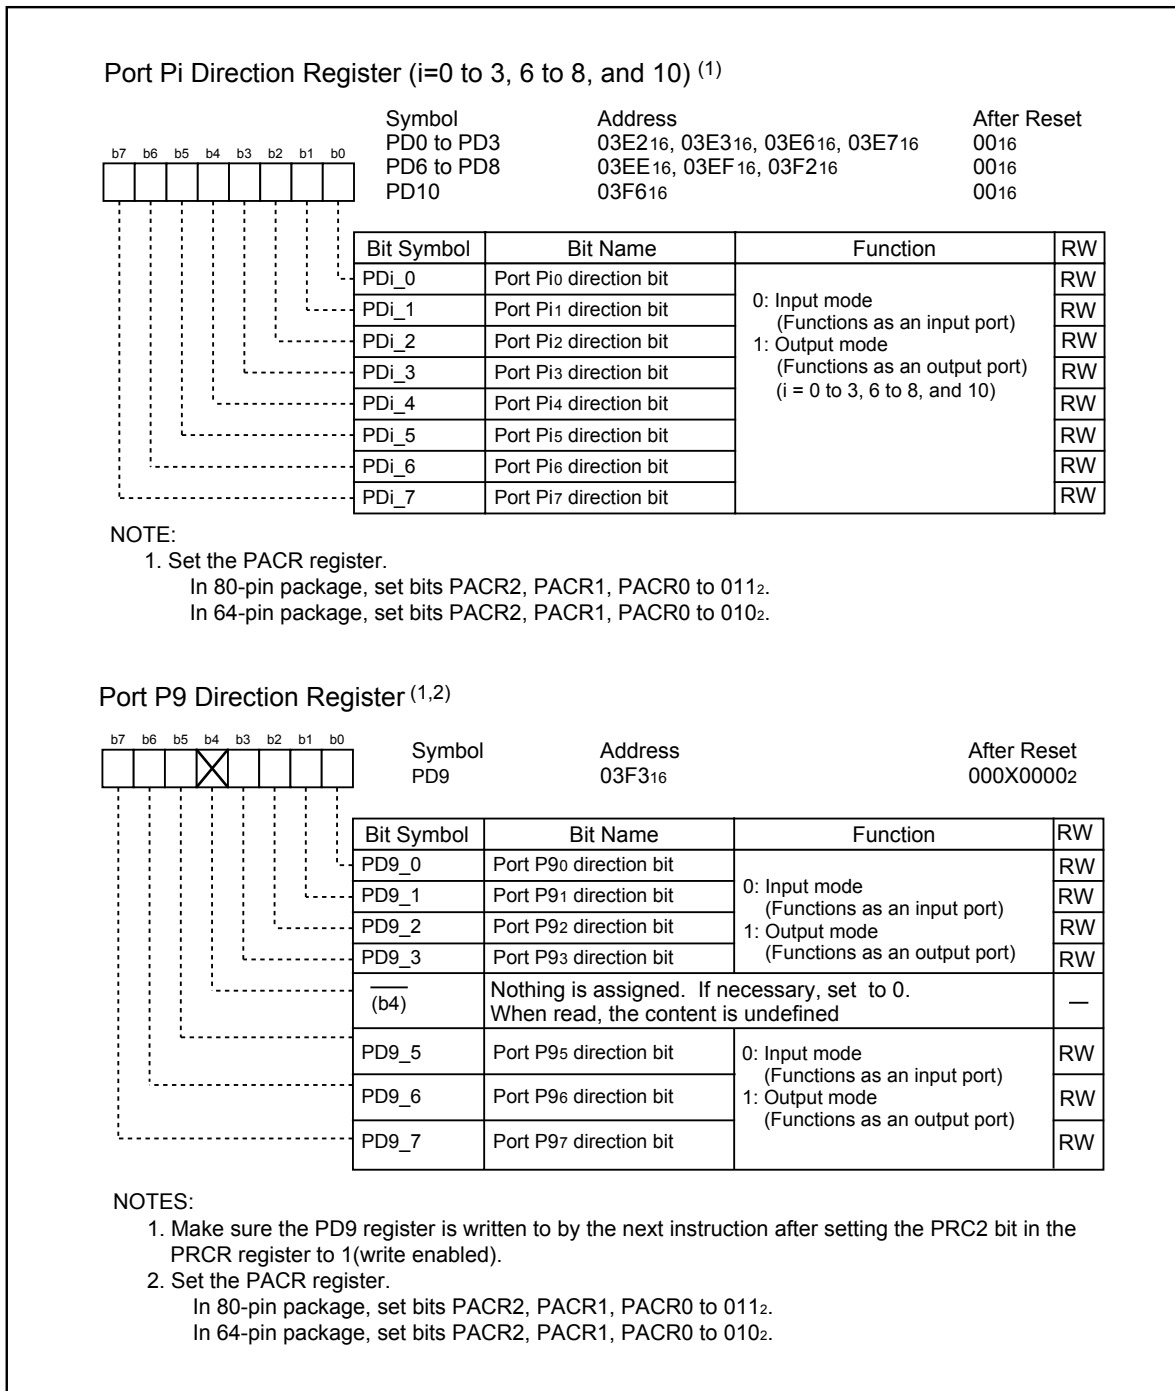 Port Pi Direction Register (i=0 to 3, 6 to 8, and 10) (1)
Symbol Address After Reset
PD0 to PD3 03E216, 03E316, 03E616, 03E716 0016
PD6 to PD8 03EE16, 03EF16, 03F216 0016
PD10 03F616 0016
b7 b6 b5 b4 b3 b2 b1 b0
Bit Symbol Bit Name Function RW
PDi_0 Port Pi0 direction bit RW
PDi_1 Port Pi1 direction bit RW
PDi_2 Port Pi2 direction bit RW
PDi_3 Port Pi3 direction bit RW
PDi_4 Port Pi4 direction bit RW
PDi_5 Port Pi5 direction bit RW
PDi_6 Port Pi6 direction bit RW
PDi_7 Port Pi7 direction bit RW
0: Input mode
(Functions as an input port)
1: Output mode
(Functions as an output port)
(i = 0 to 3, 6 to 8, and 10)
NOTE:
1. Set the PACR register.
In 80-pin package, set bits PACR2, PACR1, PACR0 to 0112.
In 64-pin package, set bits PACR2, PACR1, PACR0 to 0102.
Port P9 Direction Register (1,2)
b7 b6 b5 b4 b3 b2 b1 b0
Symbol Address After Reset
PD9 03F316 000X00002
Bit Symbol Bit Name Function RW
PD9_0 Port P90 direction bit RW
PD9_1 Port P91 direction bit RW
PD9_2 Port P92 direction bit RW
PD9_3 Port P93 direction bit RW
0: Input mode
(Functions as an input port)
1: Output mode
(Functions as an output port)
(b4) Nothing is assigned. If necessary, set to 0. —
When read, the content is undefined
PD9_5 Port P95 direction bit RW
PD9_6 Port P96 direction bit RW
PD9_7 Port P97 direction bit RW
0: Input mode
(Functions as an input port)
1: Output mode
(Functions as an output port)
NOTES:
1. Make sure the PD9 register is written to by the next instruction after setting the PRC2 bit in the
PRCR register to 1(write enabled).
2. Set the PACR register.
In 80-pin package, set bits PACR2, PACR1, PACR0 to 0112.
In 64-pin package, set bits PACR2, PACR1, PACR0 to 0102.